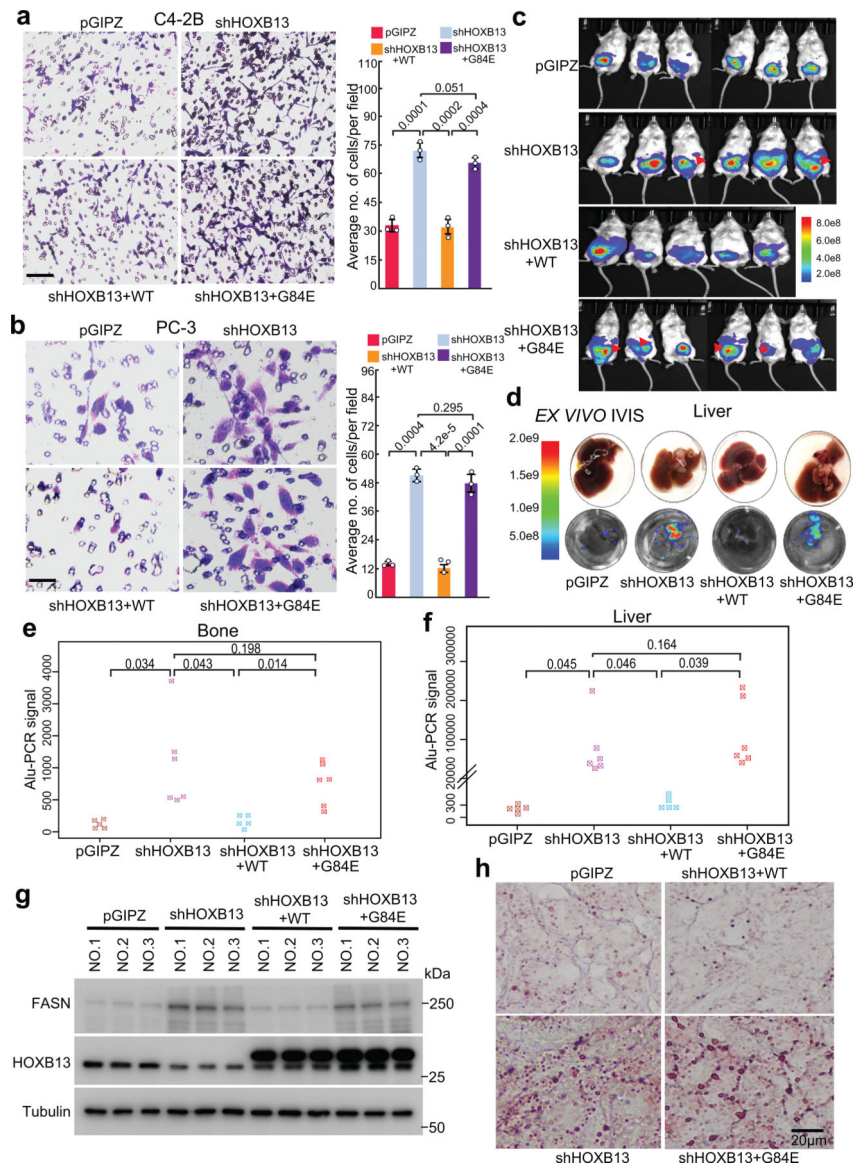 a
C4-2B
pGIPZ
shHOXB13
shHOXB13+WT
shHOXB13+G84E
pGIPZ
shHOXB13
shHOXB13
+WT
shHOXB13
+G84E
Average no. of cells/per field
110
90
75
60
45
30
15
0
0.051
0.0001
0.0002
0.0004
b
PC-3
pGIPZ
shHOXB13
shHOXB13+WT
shHOXB13+G84E
pGIPZ
shHOXB13
shHOXB13
+WT
shHOXB13
+G84E
Average no. of cells/per field
96
84
72
60
48
36
24
12
0
0.295
0.0004
4.2e-5
0.0001
c
pGIPZ
shHOXB13
shHOXB13
+WT
shHOXB13
+G84E
8.0e8
6.0e8
4.0e8
2.0e8
d
EX VIVO IVIS
Liver
2.0e9
1.5e9
1.0e9
5.0e8
pGIPZ
shHOXB13
shHOXB13
+WT
shHOXB13
+G84E
e
Bone
Alu-PCR signal
4000
3000
2000
1500
1000
500
0
0.198
0.034
0.043
0.014
pGIPZ
shHOXB13
shHOXB13
+WT
shHOXB13
+G84E
f
Liver
Alu-PCR signal
300000
200000
100000
20000
300
0
0.164
0.045
0.046
0.039
pGIPZ
shHOXB13
shHOXB13
+WT
shHOXB13
+G84E
g
pGIPZ
shHOXB13
shHOXB13
+WT
shHOXB13
+G84E
NO.1
NO.2
NO.3
NO.1
NO.2
NO.3
NO.1
NO.2
NO.3
NO.1
NO.2
NO.3
kDa
FASN
250
HOXB13
25
Tubulin
50
h
pGIPZ
shHOXB13+WT
shHOXB13
shHOXB13+G84E
20μm